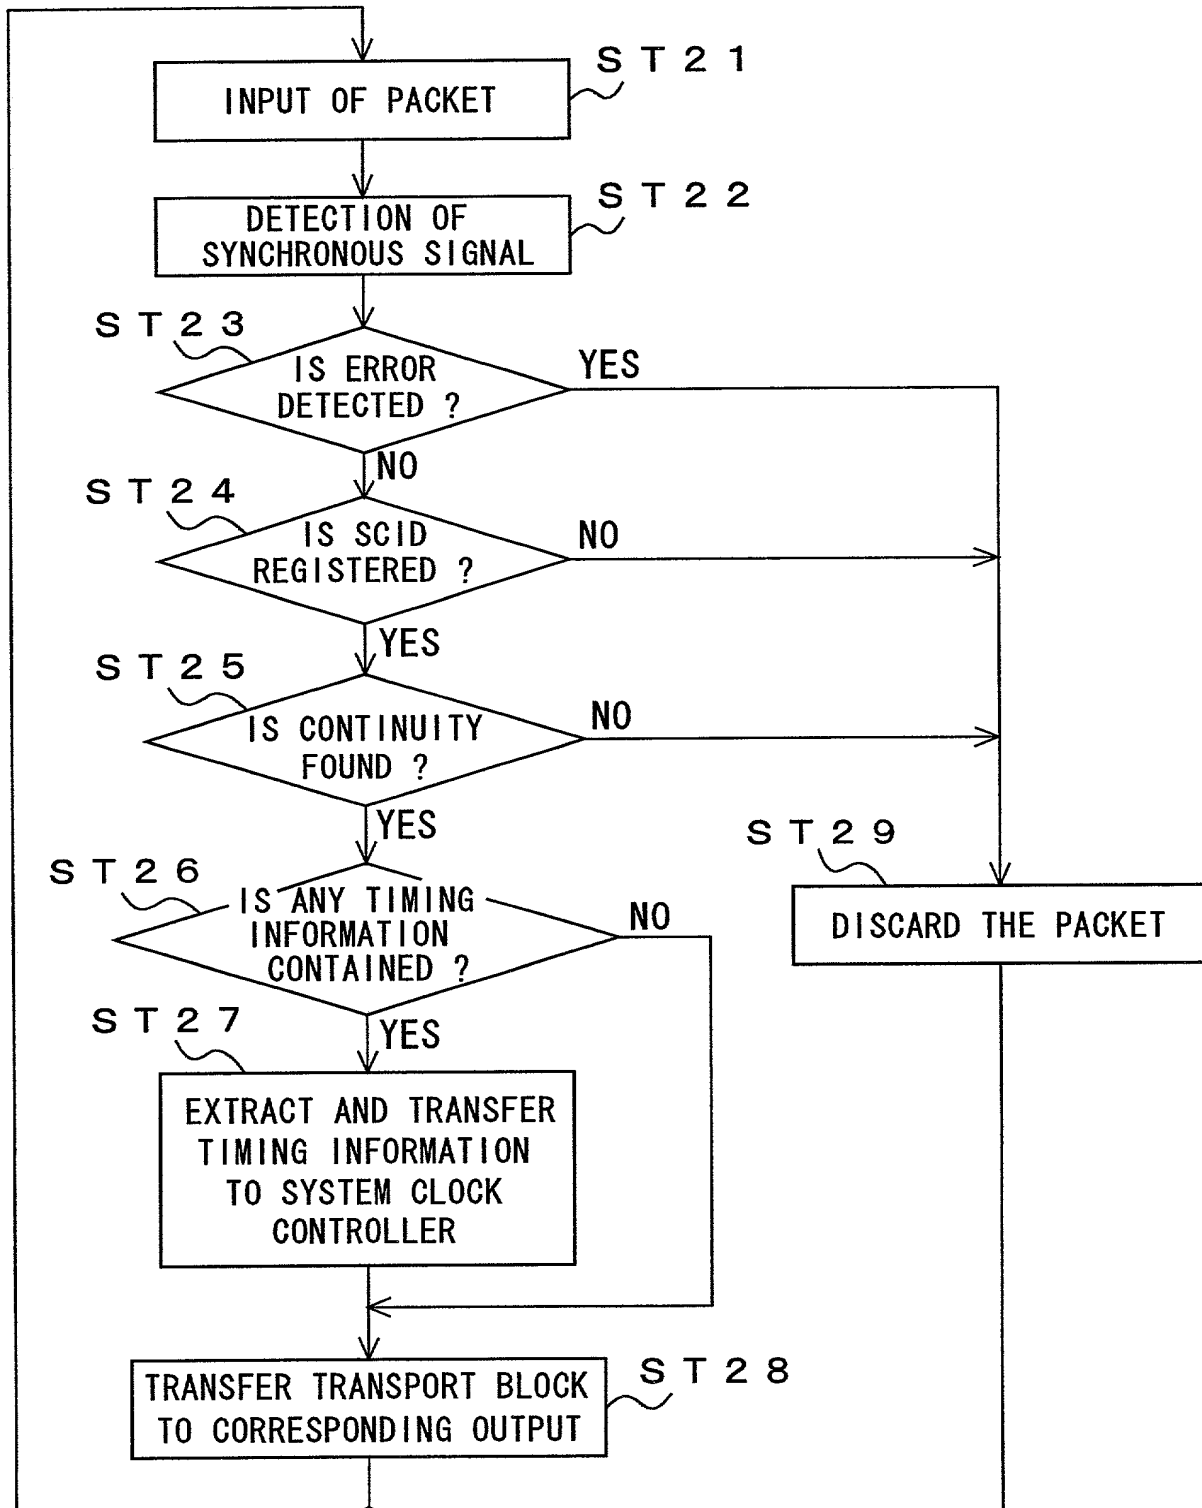 ST21
INPUT OF PACKET
ST22
DETECTION OF
SYNCHRONOUS SIGNAL
ST23
IS ERROR
DETECTED ?
YES
NO
ST24
IS SCID
REGISTERED ?
NO
YES
ST25
IS CONTINUITY
FOUND ?
NO
YES
ST26
IS ANY TIMING
INFORMATION
CONTAINED ?
NO
YES
ST29
DISCARD THE PACKET
ST27
EXTRACT AND TRANSFER
TIMING INFORMATION
TO SYSTEM CLOCK
CONTROLLER
ST28
TRANSFER TRANSPORT BLOCK
TO CORRESPONDING OUTPUT